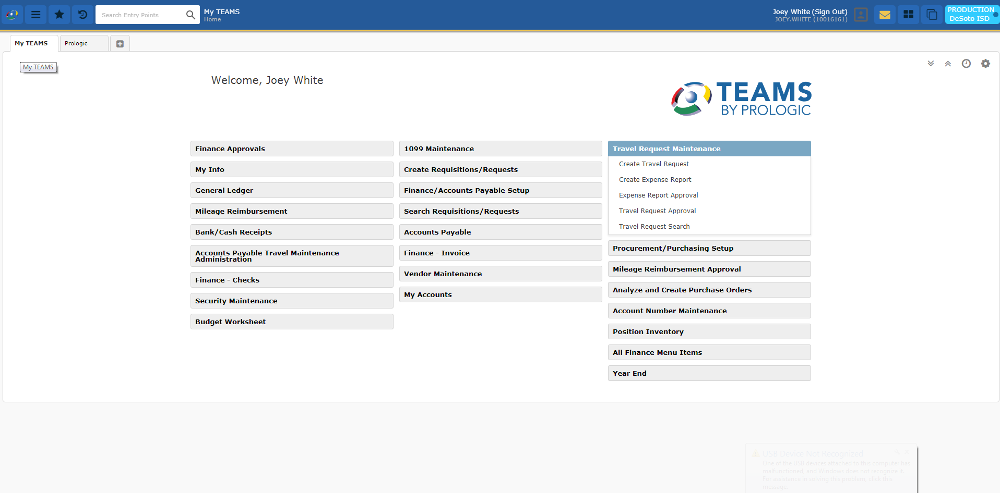 Search Entry Points
My TEAMS
Home
Joey White (Sign Out)
JOEY.WHITE (10016161)
PRODUCTION
DeSoto ISD
My TEAMS
Prologic
My TEAMS
Welcome, Joey White
TEAMS
BY PROLOGIC
Finance Approvals
My Info
General Ledger
Mileage Reimbursement
Bank/Cash Receipts
Accounts Payable Travel Maintenance
Administration
Finance - Checks
Security Maintenance
Budget Worksheet
1099 Maintenance
Create Requisitions/Requests
Finance/Accounts Payable Setup
Search Requisitions/Requests
Accounts Payable
Finance - Invoice
Vendor Maintenance
My Accounts
Travel Request Maintenance
Create Travel Request
Create Expense Report
Expense Report Approval
Travel Request Approval
Travel Request Search
Procurement/Purchasing Setup
Mileage Reimbursement Approval
Analyze and Create Purchase Orders
Account Number Maintenance
Position Inventory
All Finance Menu Items
Year End
USB Device Not Recognized
One of the USB devices attached to this computer has
malfunctioned, and Windows does not recognize it.
For assistance in solving this problem, click this
message.